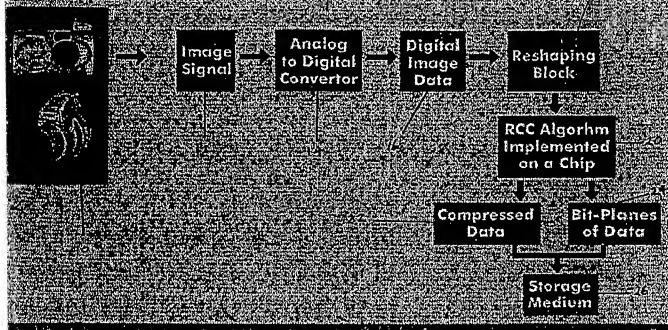 Image
Signal
Analog
to Digital
Convertor
Digital
Image
Data
Reshaping
Block
RCC Algorhm
Implemented
on a Chip
Compressed
Data
Bit-Planes
of Data
Storage
Medium